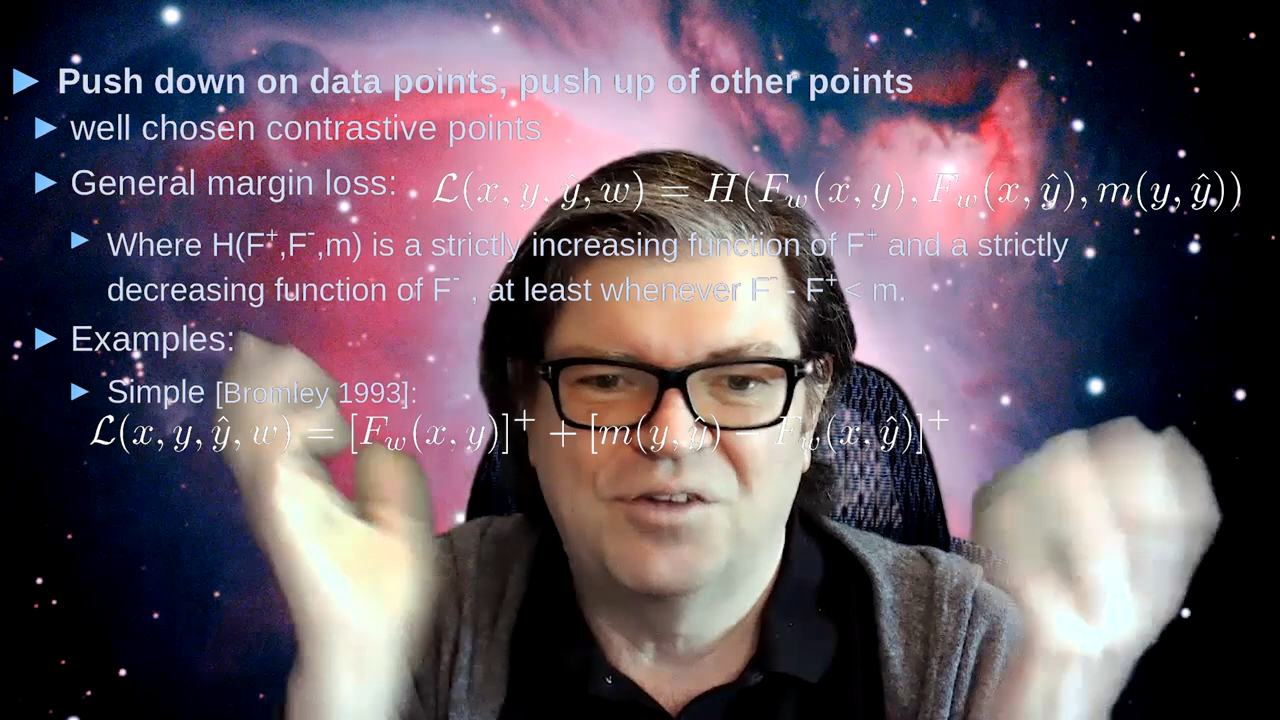 Push down on data points, push up of other points
well chosen contrastive points
General margin loss: ℒ(x, y, ŷ, w) = H(F_w(x, y), F_w(x, ŷ), m(y, ŷ))
Where H(F⁺,F⁻,m) is a strictly increasing function of F⁺ and a strictly
decreasing function of F⁻ , at least whenever F⁻ - F⁺ < m.
Examples:
Simple [Bromley 1993]:
ℒ(x, y, ŷ, w) = [F_w(x, y)]⁺ + [m(y, ŷ) − F_w(x, ŷ)]⁺